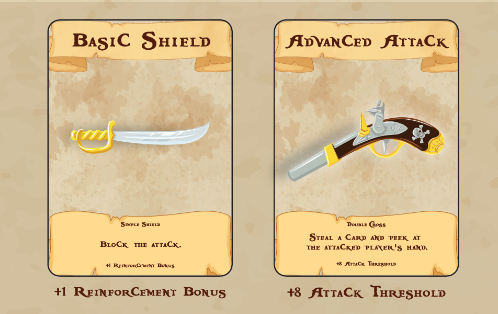 Basic Shield
Simple Shield
Block the attack.
+1 Reinforcement Bonus
+1 Reinforcement Bonus
Advanced Attack
Double Cross
Steal a card and peek at
the attacked player's hand.
+8 Attack Threshold
+8 Attack Threshold